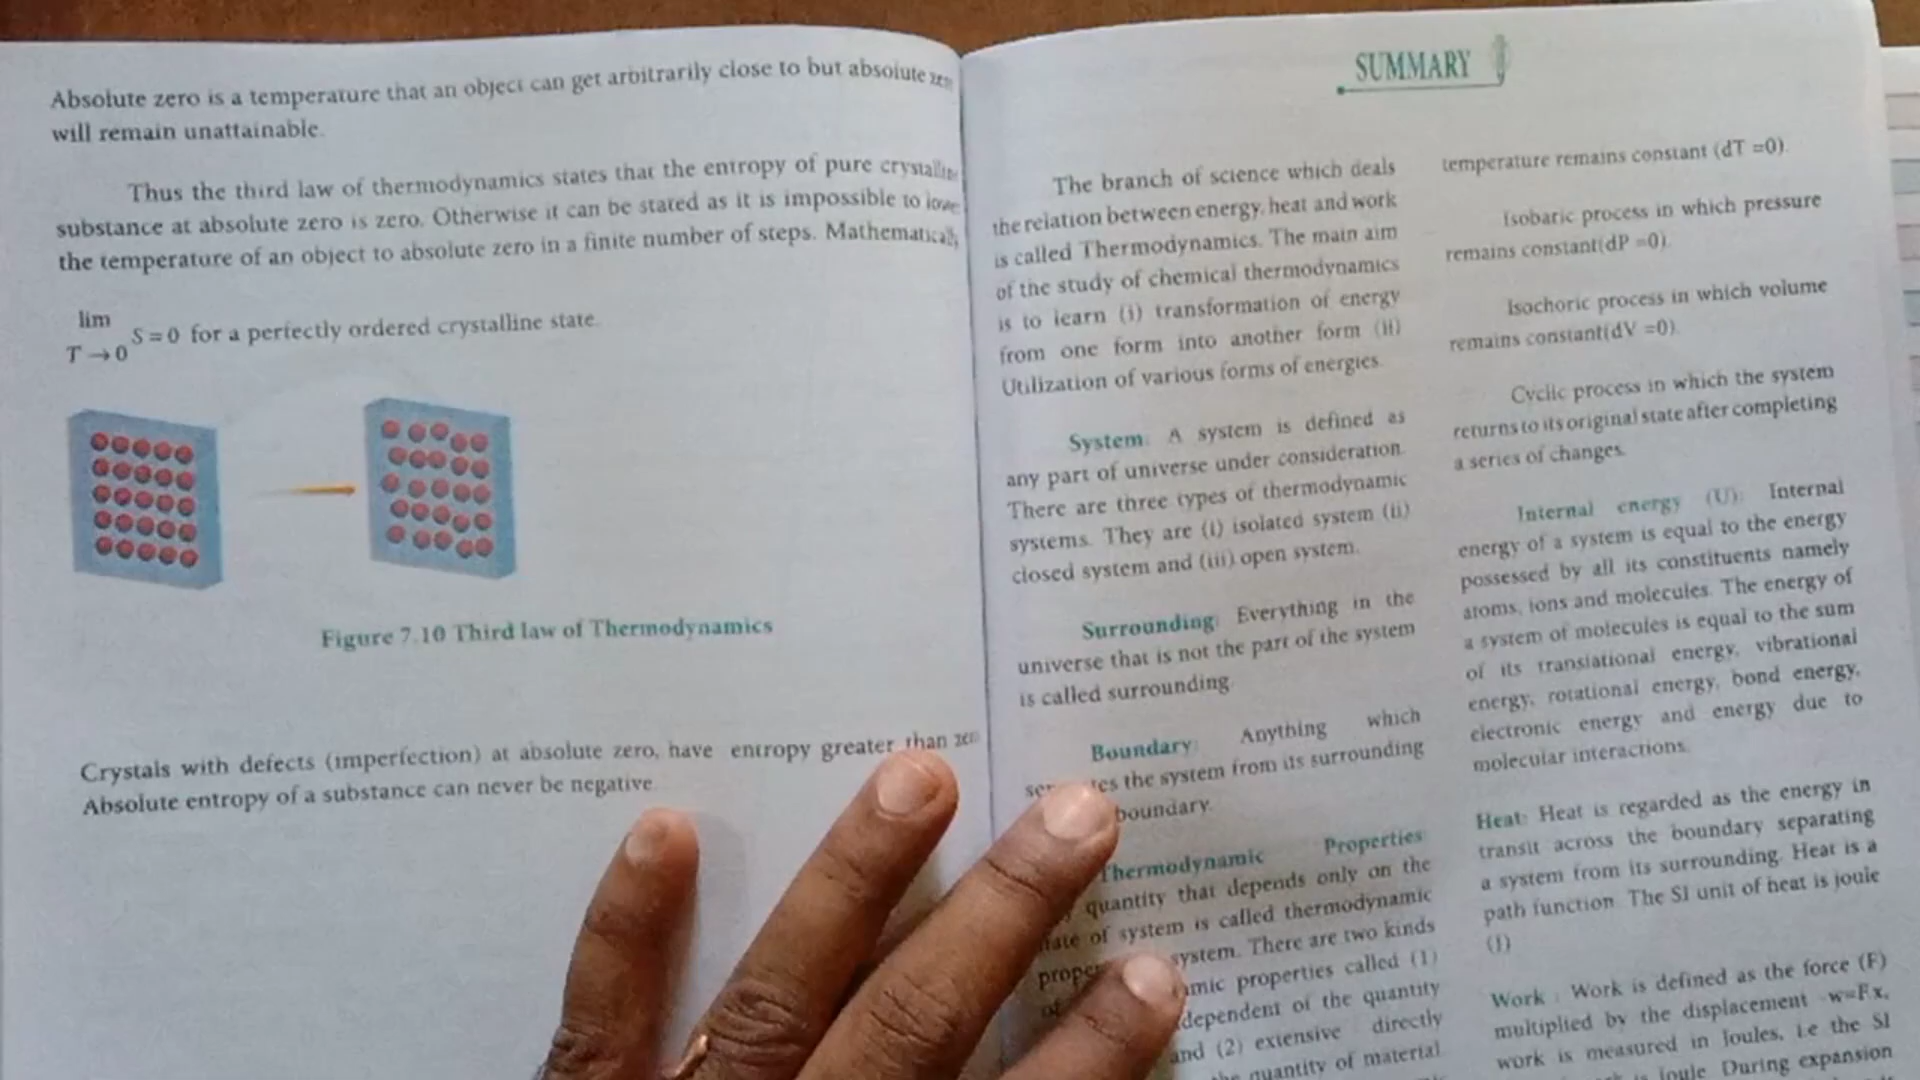 Absolute zero is a temperature that an object can get arbitrarily close to but absolute zero
will remain unattainable.
Thus the third law of thermodynamics states that the entropy of pure crystalline
substance at absolute zero is zero. Otherwise it can be stated as it is impossible to lower
the temperature of an object to absolute zero in a finite number of steps. Mathematically,
lim
T → 0 S = 0 for a perfectly ordered crystalline state.
Figure 7.10 Third law of Thermodynamics
Crystals with defects (imperfection) at absolute zero, have entropy greater than zero
Absolute entropy of a substance can never be negative.
SUMMARY
The branch of science which deals
the relation between energy, heat and work
is called Thermodynamics. The main aim
of the study of chemical thermodynamics
is to learn (i) transformation of energy
from one form into another form (ii)
Utilization of various forms of energies.
System: A system is defined as
any part of universe under consideration.
There are three types of thermodynamic
systems. They are (i) isolated system (ii)
closed system and (iii) open system.
Surrounding: Everything in the
universe that is not the part of the system
is called surrounding.
Boundary: Anything which
the system from its surrounding
boundary.
Thermodynamic Properties
quantity that depends only on the
of system is called thermodynamic
system. There are two kinds
of properties called (1)
of the quantity
and (2) extensive directly
quantity of material
temperature remains constant (dT =0).
Isobaric process in which pressure
remains constant(dP =0).
Isochoric process in which volume
remains constant(dV =0).
Cyclic process in which the system
returns to its original state after completing
a series of changes.
Internal energy (U): Internal
energy of a system is equal to the energy
possessed by all its constituents namely
atoms, ions and molecules. The energy of
a system of molecules is equal to the sum
of its translational energy, vibrational
energy, rotational energy, bond energy,
electronic energy and energy due to
molecular interactions.
Heat: Heat is regarded as the energy in
transit across the boundary separating
a system from its surrounding. Heat is a
path function. The SI unit of heat is joule
(J)
Work : Work is defined as the force (F)
multiplied by the displacement -w=F.x,
work is measured in Joules, i.e the SI
joule. During expansion